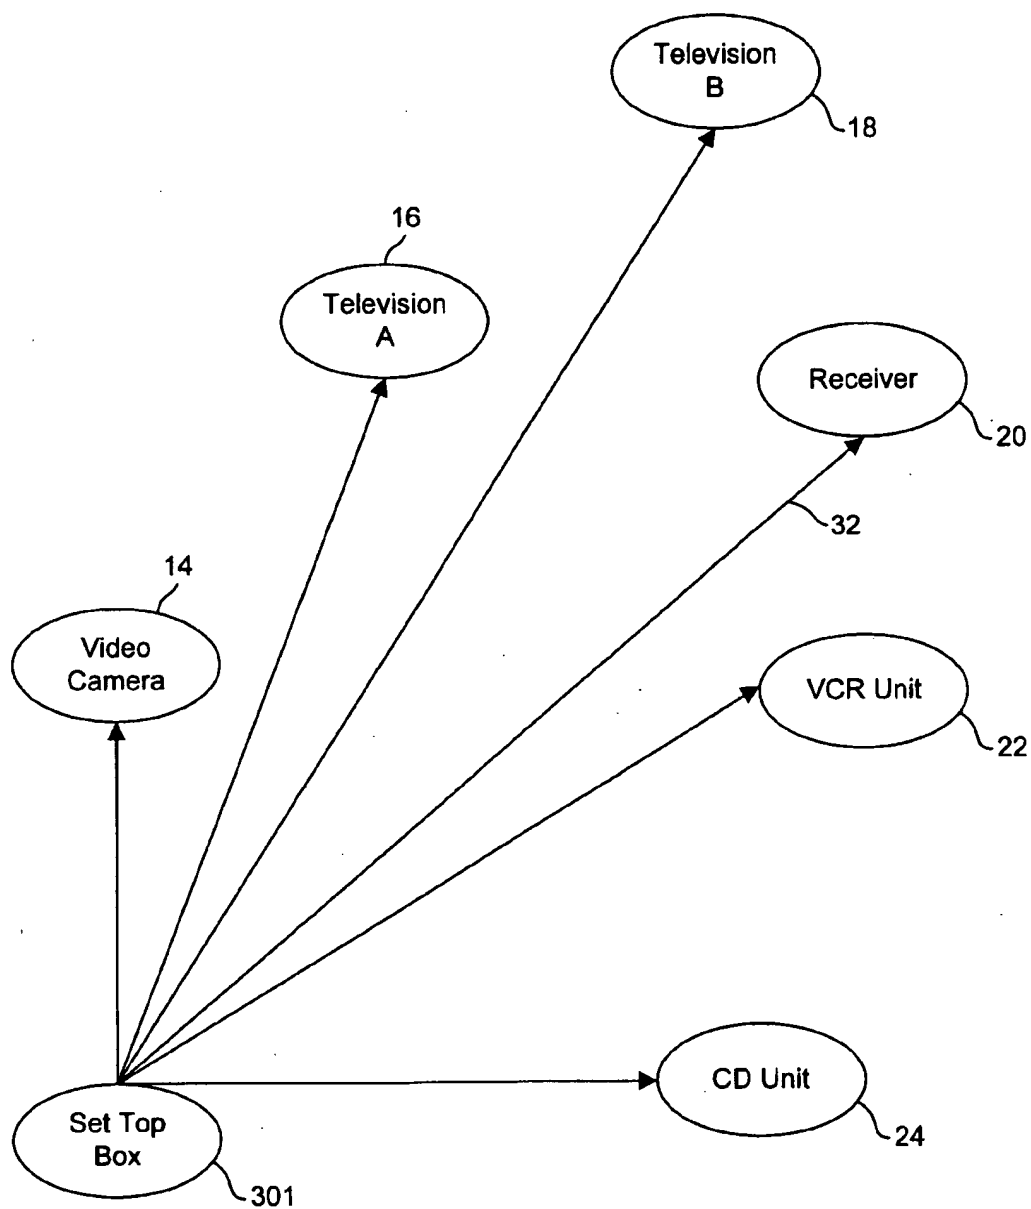 Television
B
18
16
Television
A
Receiver
20
32
14
Video
Camera
VCR Unit
22
CD Unit
24
Set Top
Box
301